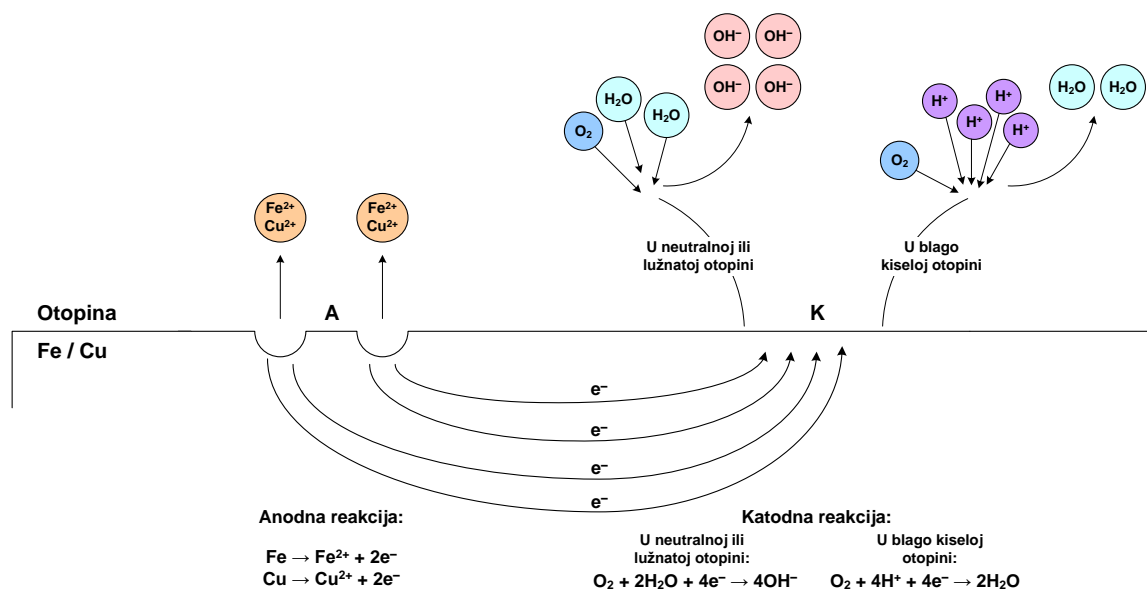 OH⁻ OH⁻
OH⁻ OH⁻
H₂O
H₂O
O₂
H⁺
H⁺
H⁺
H⁺
H₂O H₂O
O₂
Fe²⁺
Cu²⁺
Fe²⁺
Cu²⁺
U neutralnoj ili
lužnatoj otopini
U blago
kiseloj otopini
Otopina
A
K
Fe / Cu
e⁻
e⁻
e⁻
e⁻
Anodna reakcija:
Fe → Fe²⁺ + 2e⁻
Cu → Cu²⁺ + 2e⁻
Katodna reakcija:
U neutralnoj ili
lužnatoj otopini:
O₂ + 2H₂O + 4e⁻ → 4OH⁻
U blago kiseloj
otopini:
O₂ + 4H⁺ + 4e⁻ → 2H₂O